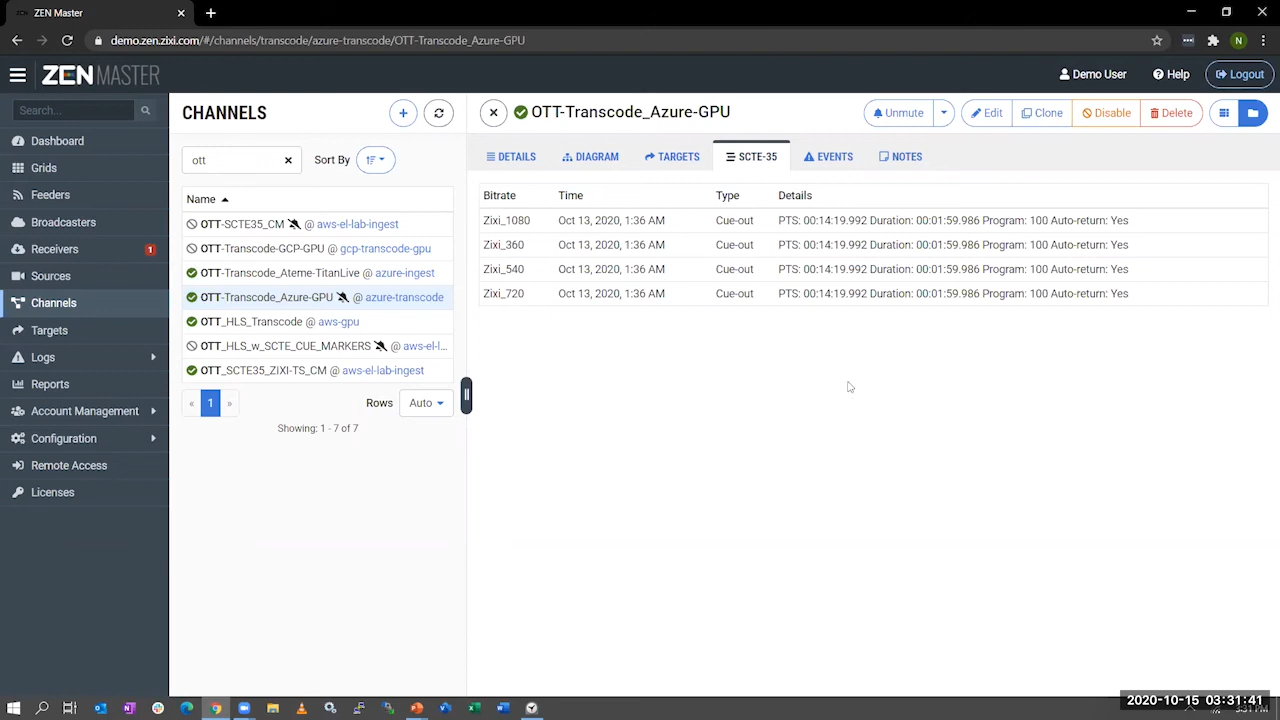 ZEN Master
demo.zen.zixi.com/#/channels/transcode/azure-transcode/OTT-Transcode_Azure-GPU
N
ZENMASTER
Demo User
Help
Logout
Search...
Dashboard
Grids
Feeders
Broadcasters
Receivers 1
Sources
Channels
Targets
Logs
Reports
Account Management
Configuration
Remote Access
Licenses
CHANNELS
ott
Sort By
Name
OTT-SCTE35_CM @ aws-el-lab-ingest
OTT-Transcode-GCP-GPU @ gcp-transcode-gpu
OTT-Transcode_Ateme-TitanLive @ azure-ingest
OTT-Transcode_Azure-GPU @ azure-transcode
OTT_HLS_Transcode @ aws-gpu
OTT_HLS_w_SCTE_CUE_MARKERS @ aws-el-l...
OTT_SCTE35_ZIXI-TS_CM @ aws-el-lab-ingest
« 1 »
Rows Auto
Showing: 1 - 7 of 7
OTT-Transcode_Azure-GPU
Unmute Edit Clone Disable Delete
DETAILS DIAGRAM TARGETS SCTE-35 EVENTS NOTES
Bitrate Time Type Details
Zixi_1080 Oct 13, 2020, 1:36 AM Cue-out PTS: 00:14:19.992 Duration: 00:01:59.986 Program: 100 Auto-return: Yes
Zixi_360 Oct 13, 2020, 1:36 AM Cue-out PTS: 00:14:19.992 Duration: 00:01:59.986 Program: 100 Auto-return: Yes
Zixi_540 Oct 13, 2020, 1:36 AM Cue-out PTS: 00:14:19.992 Duration: 00:01:59.986 Program: 100 Auto-return: Yes
Zixi_720 Oct 13, 2020, 1:36 AM Cue-out PTS: 00:14:19.992 Duration: 00:01:59.986 Program: 100 Auto-return: Yes
2020-10-15 03:31:41